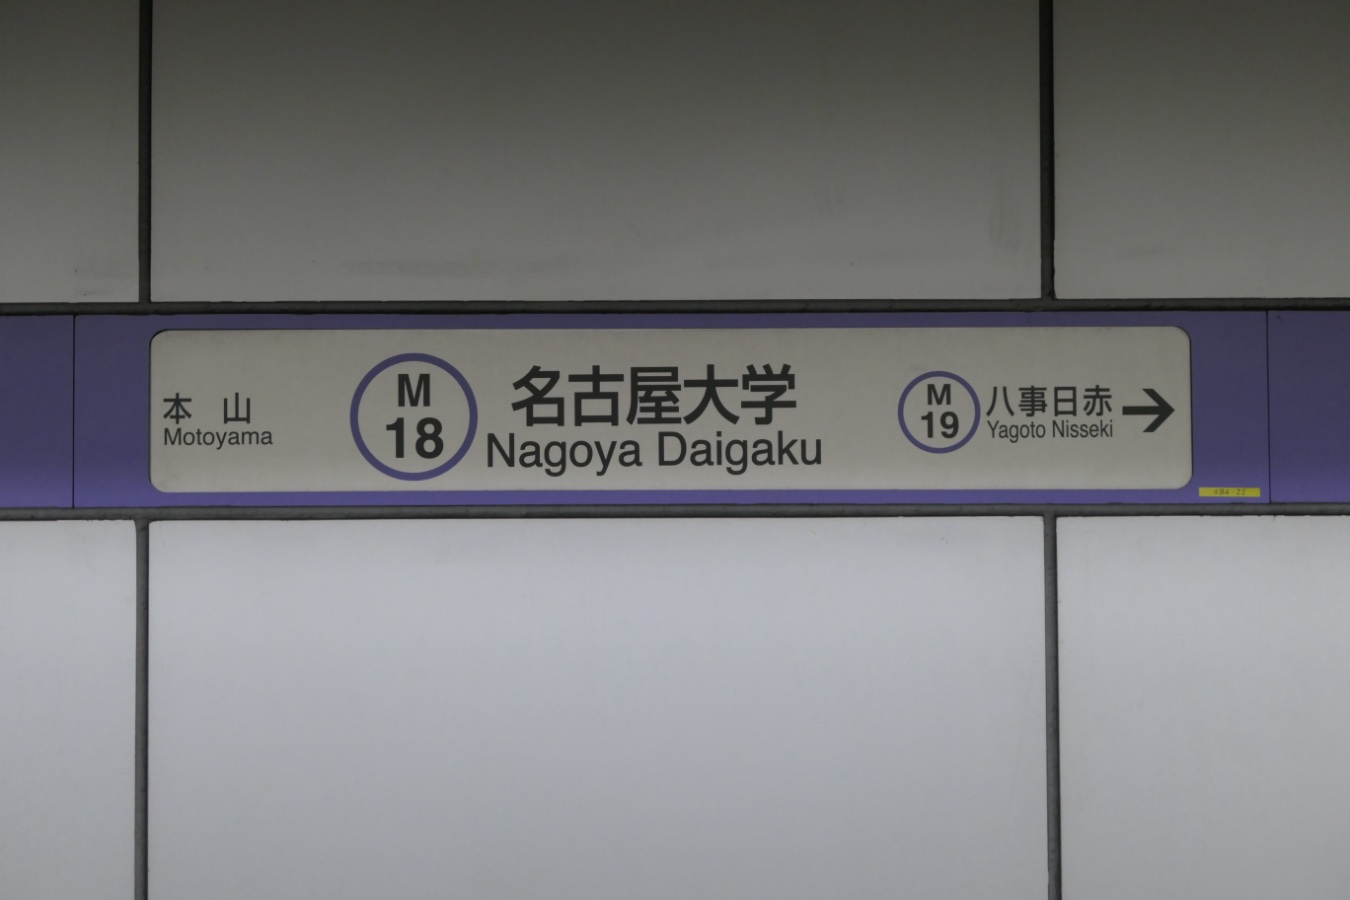 本 山
Motoyama
M
18
名古屋大学
Nagoya Daigaku
M
19
八事日赤 →
Yagoto Nisseki